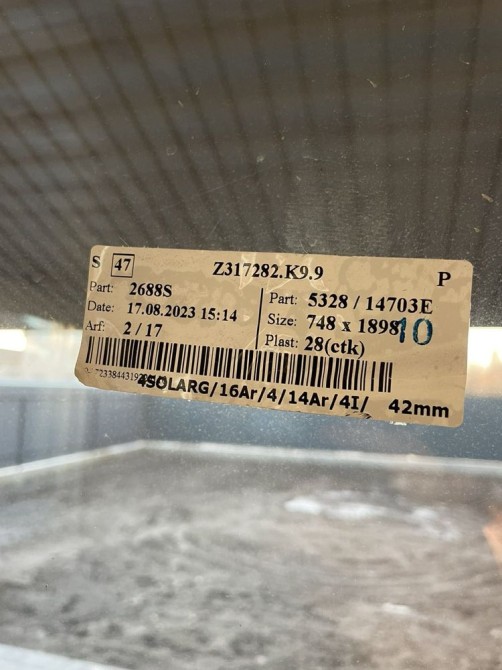 S 47 Z317282.K9.9 P
Part: 2688S
Date: 17.08.2023 15:14
Arf: 2 / 17
Part: 5328 / 14703E
Size: 748 x 1898
10
Plast: 28(ctk)
4SOLARG/16Ar/4/14Ar/4I/ 42mm